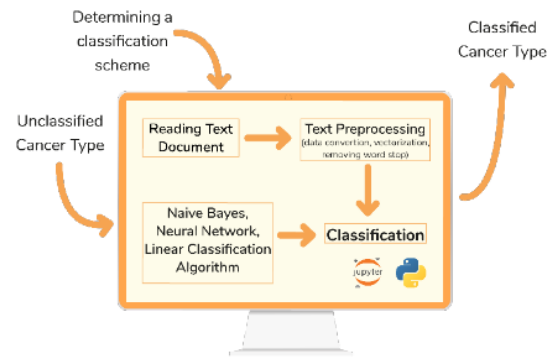 Determining a
classification
scheme
Classified
Cancer Type
Unclassified
Cancer Type
Reading Text
Document
Text Preprocessing
(data convertion, vectorization,
removing word stop)
Naive Bayes,
Neural Network,
Linear Classification
Algorithm
Classification
jupyter